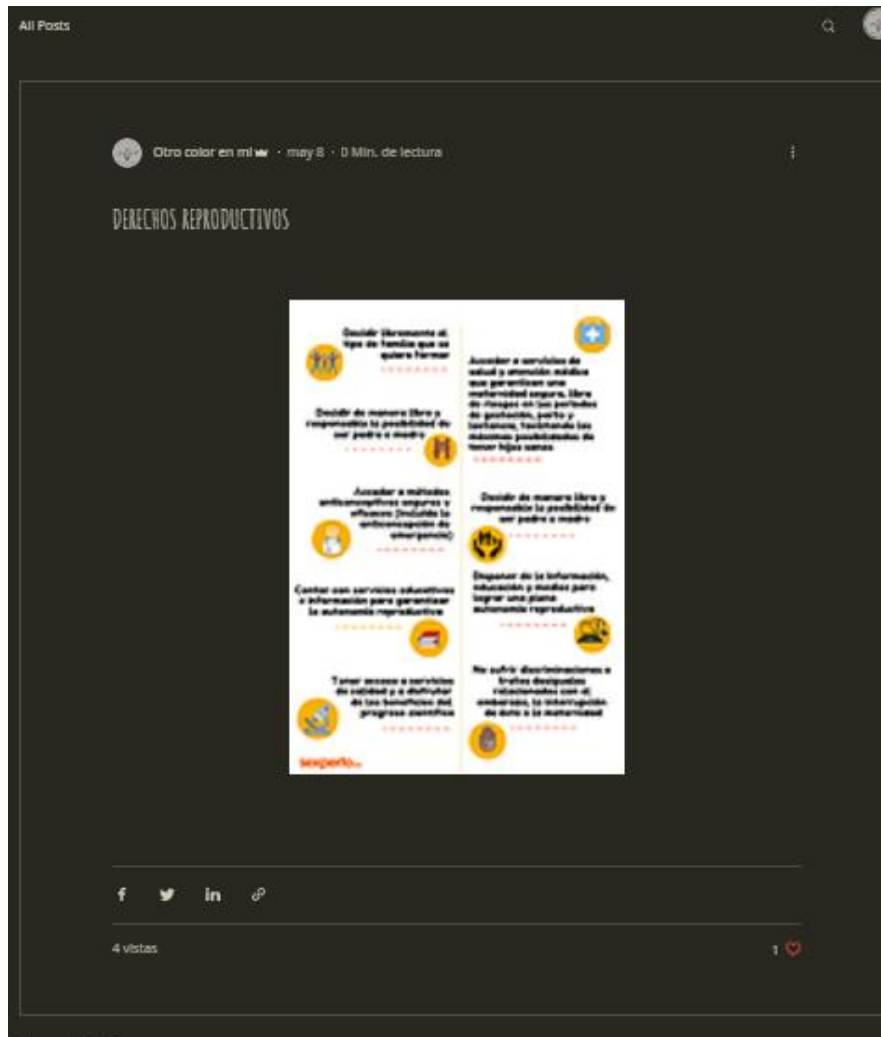 All Posts
Otro color en mi
· may 8 · 0 Min. de lectura
DERECHOS REPRODUCTIVOS
Decidir libremente el
tipo de familia que se
quiere formar
Decidir de manera libre y
responsable la posibilidad de
ser padre o madre
Acceder a métodos
anticonceptivos seguros y
eficaces (incluida la
anticoncepción de
emergencia)
Contar con servicios educativos
e información para garantizar
la autonomía reproductiva
Tener acceso a servicios
de calidad y a disfrutar
de los beneficios del
progreso científico
Acceder a servicios de
salud y atención médica
que garanticen una
maternidad segura, libre
de riesgos en los periodos
de gestación, parto y
lactancia,
máximas posibilidades de
tener hijos sanos
Decidir de manera libre y
responsable la posibilidad de
ser padre o madre
Disponer de la información,
educación y medios para
lograr una plena
autonomía reproductiva
No sufrir discriminaciones o
tratos desiguales
relacionados con el
embarazo, la interrupción
de éste o la maternidad
4 vistas
1